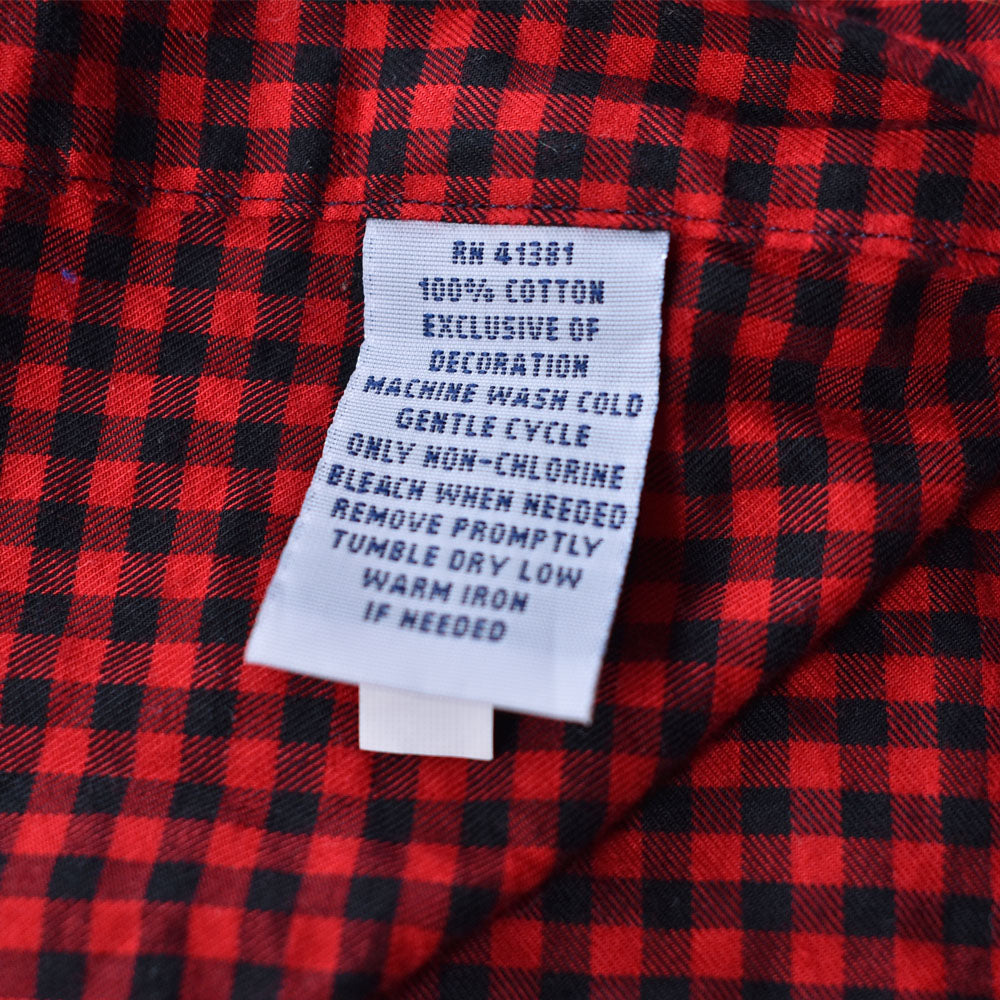 RN 41381
100% COTTON
EXCLUSIVE OF
DECORATION
MACHINE WASH COLD
GENTLE CYCLE
ONLY NON-CHLORINE
BLEACH WHEN NEEDED
REMOVE PROMPTLY
TUMBLE DRY LOW
WARM IRON
IF NEEDED